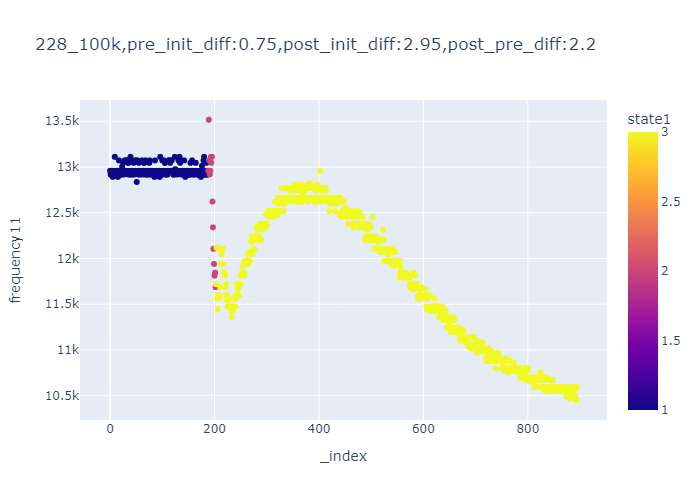 228_100k,pre_init_diff:0.75,post_init_diff:2.95,post_pre_diff:2.2
state1
13.5k
13k
12.5k
12k
11.5k
11k
10.5k
frequency11
0
200
400
600
800
_index
3
2.5
2
1.5
1